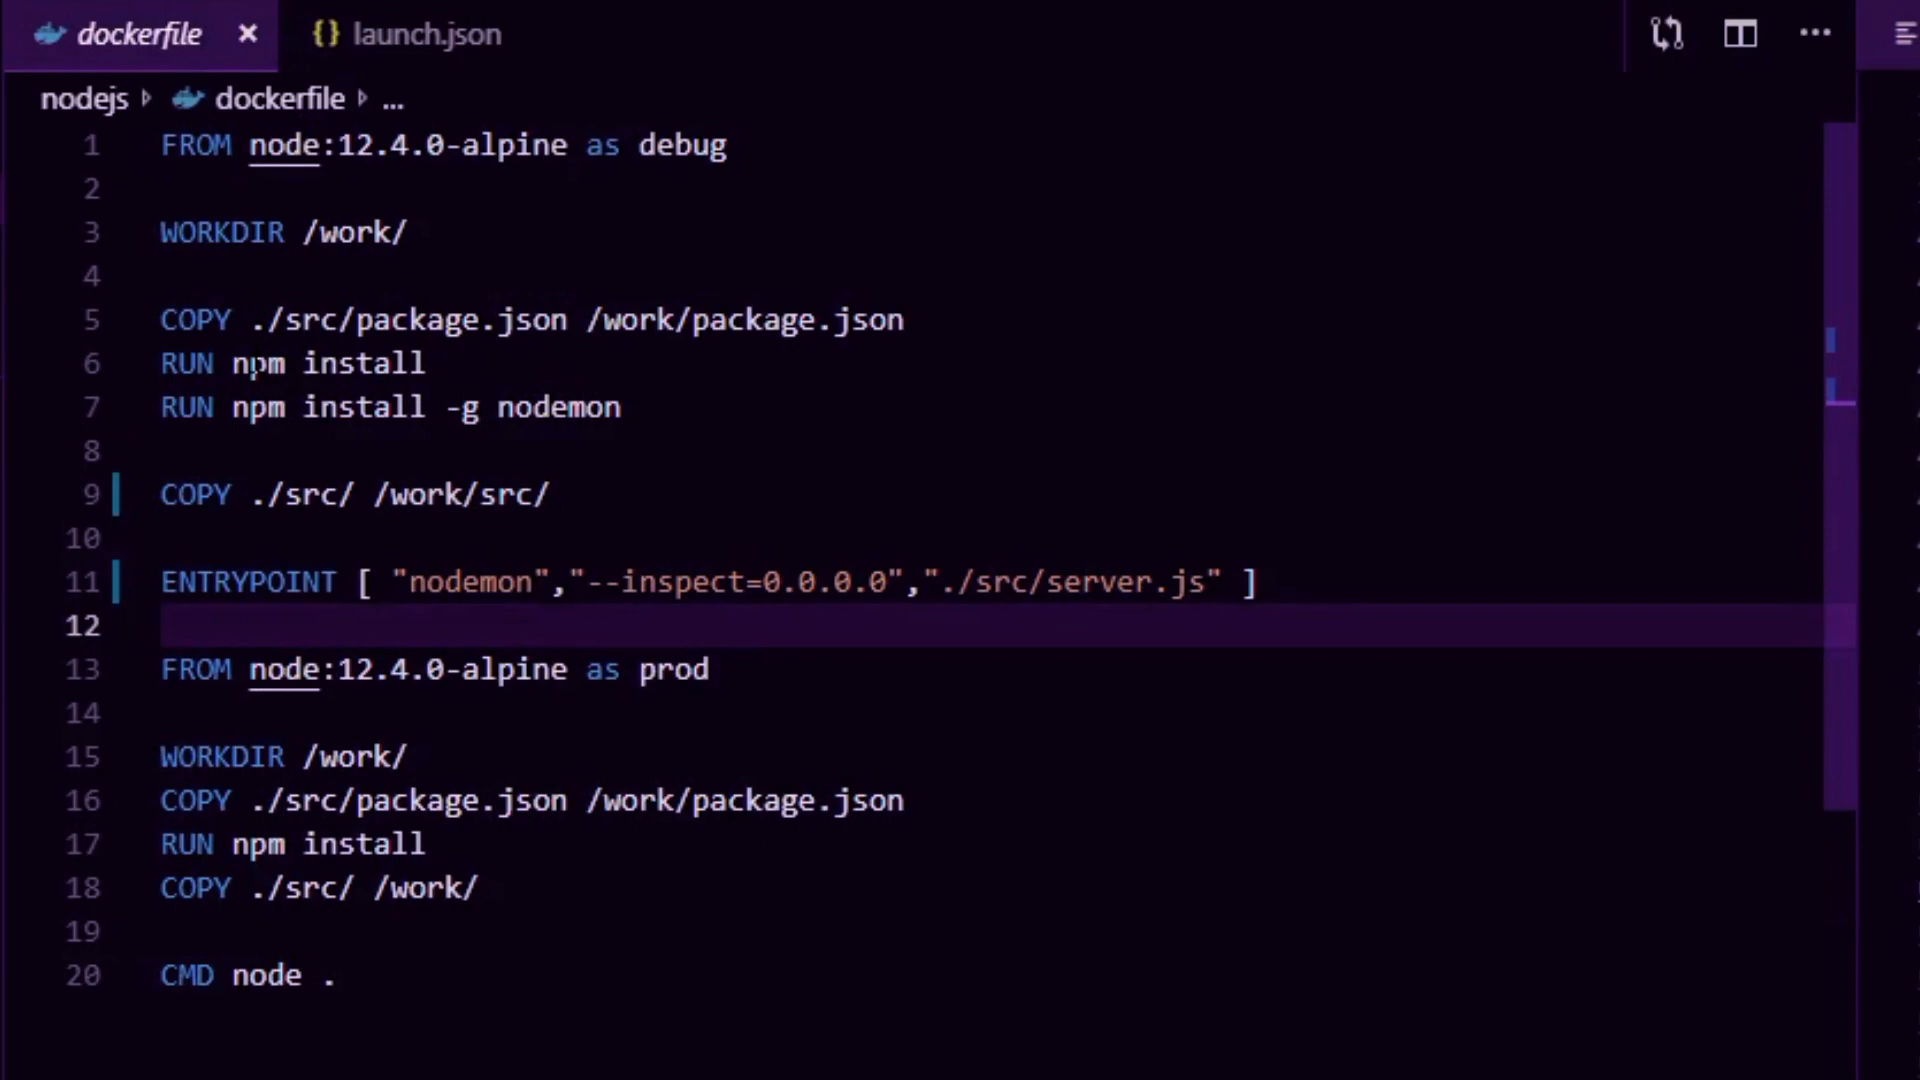 dockerfile
launch.json
nodejs dockerfile ...
1 FROM node:12.4.0-alpine as debug
2
3 WORKDIR /work/
4
5 COPY ./src/package.json /work/package.json
6 RUN npm install
7 RUN npm install -g nodemon
8
9 COPY ./src/ /work/src/
10
11 ENTRYPOINT [ "nodemon","--inspect=0.0.0.0","./src/server.js" ]
12
13 FROM node:12.4.0-alpine as prod
14
15 WORKDIR /work/
16 COPY ./src/package.json /work/package.json
17 RUN npm install
18 COPY ./src/ /work/
19
20 CMD node .